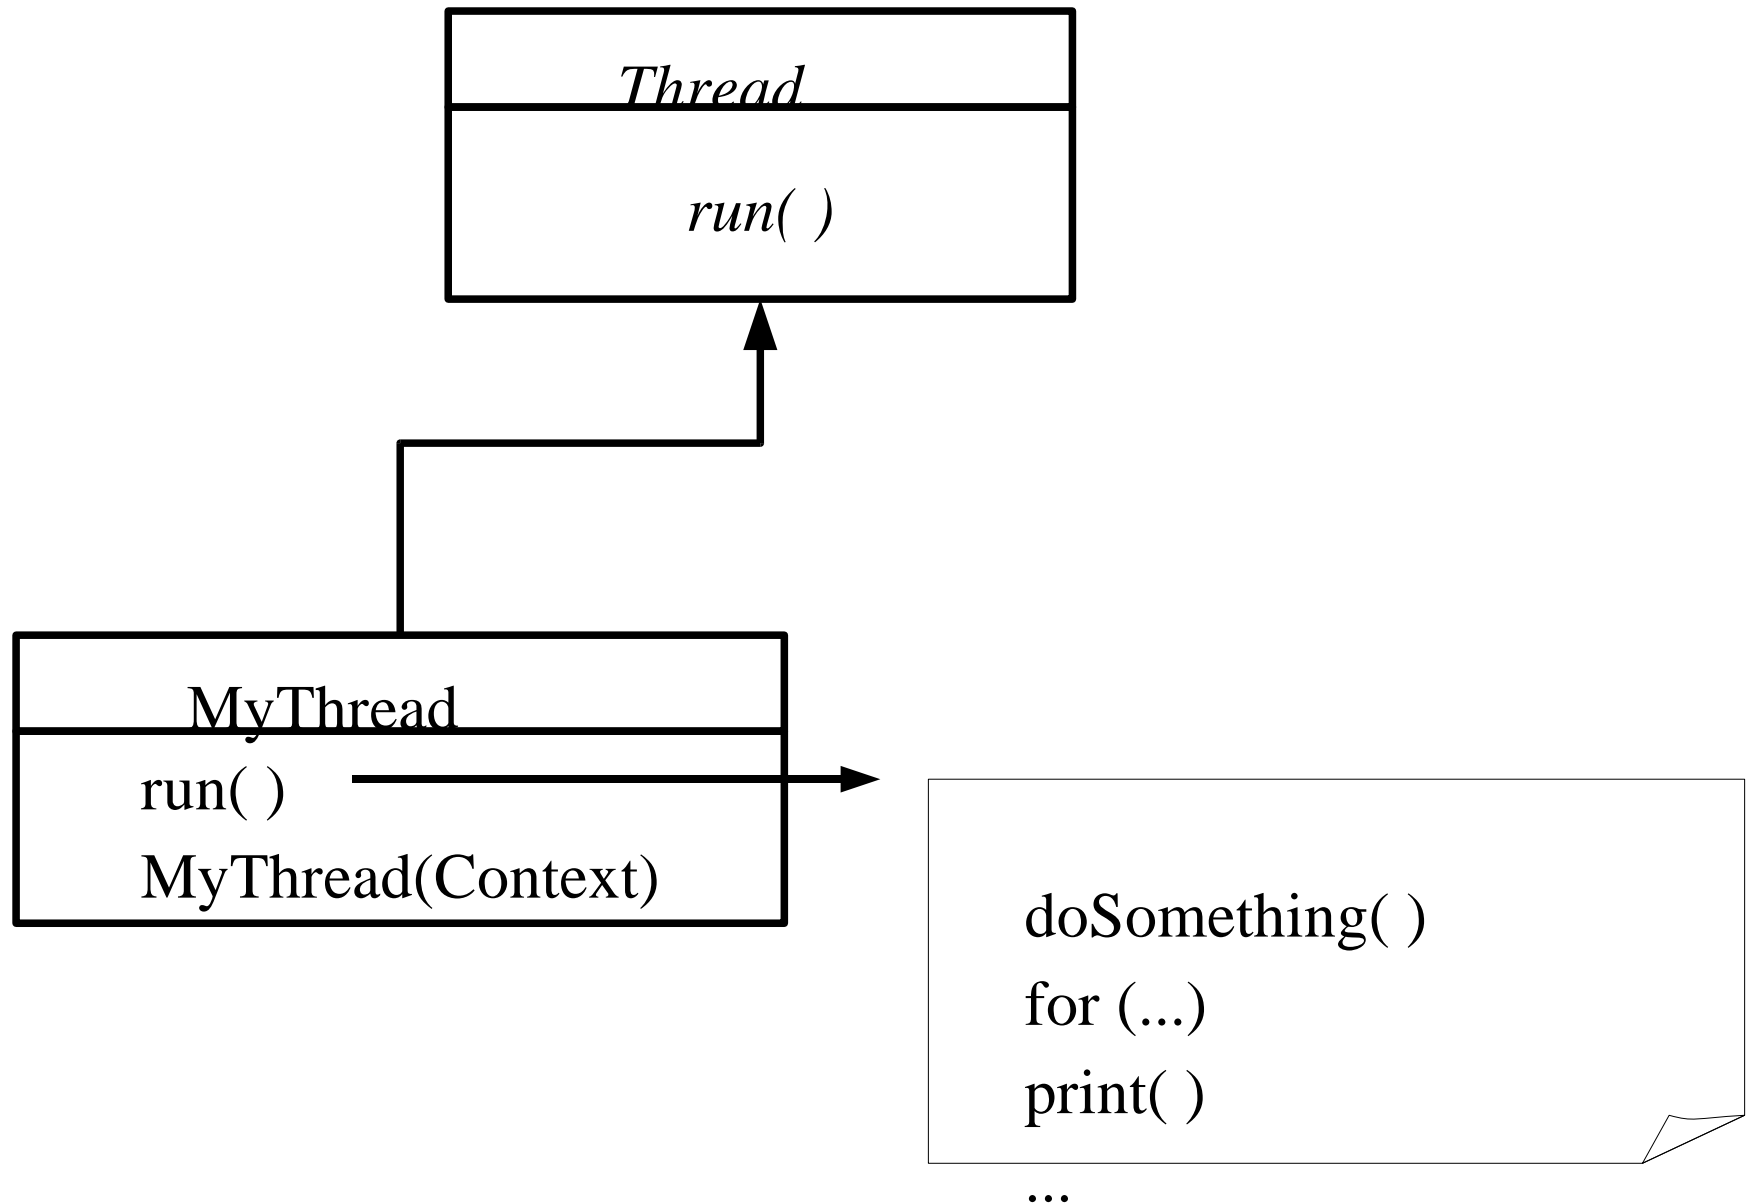 Thread
run( )
MyThread
run( )
MyThread(Context)
doSomething( )
for (...)
print( )
...